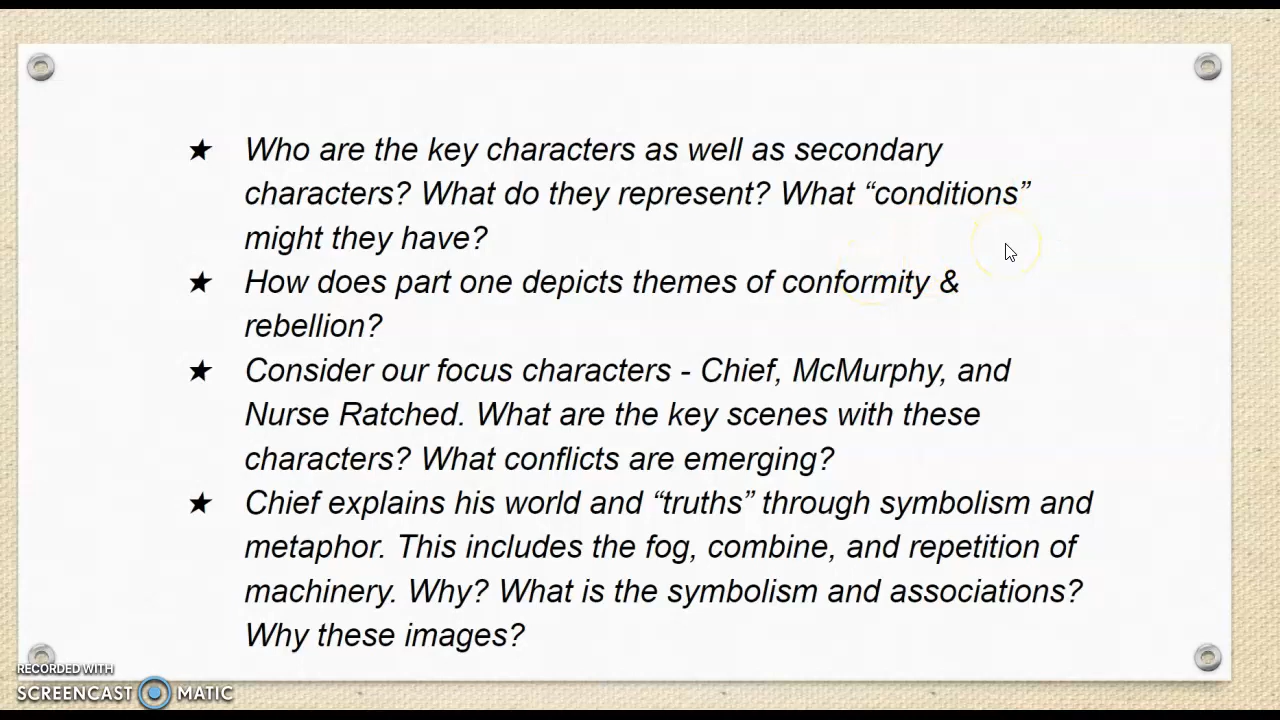 ★ Who are the key characters as well as secondary
characters? What do they represent? What “conditions”
might they have?
★ How does part one depicts themes of conformity &
rebellion?
★ Consider our focus characters - Chief, McMurphy, and
Nurse Ratched. What are the key scenes with these
characters? What conflicts are emerging?
★ Chief explains his world and “truths” through symbolism and
metaphor. This includes the fog, combine, and repetition of
machinery. Why? What is the symbolism and associations?
Why these images?
RECORDED WITH
SCREENCAST MATIC